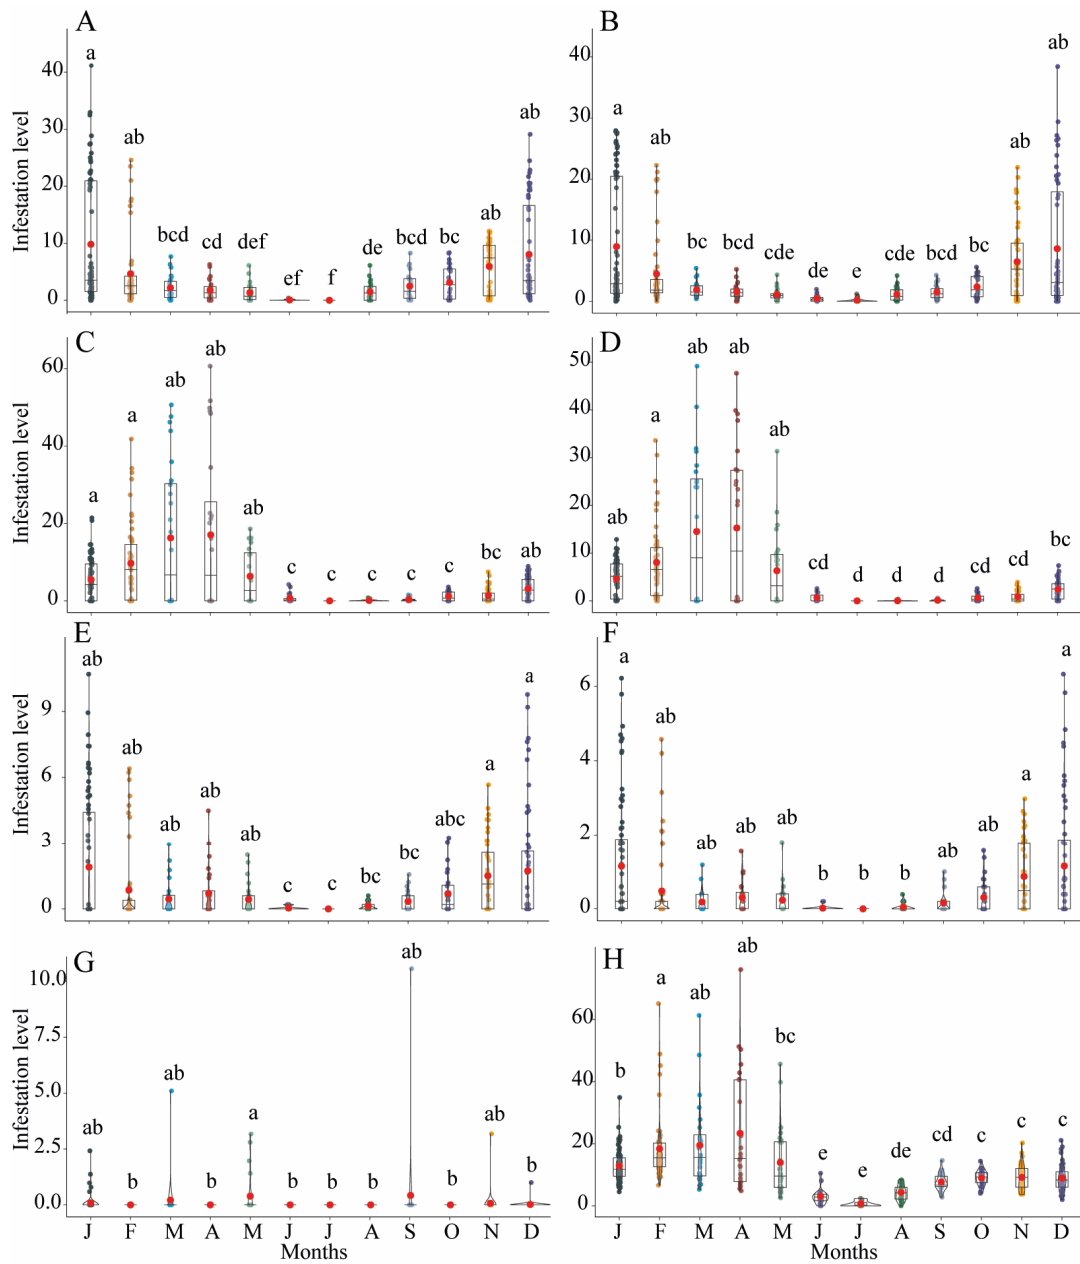 A
Infestation level
40
30
20
10
0
a
ab
bcd
cd
def
ef
f
de
bcd
bc
ab
ab
B
40
30
20
10
0
a
ab
bc
bcd
cde
de
e
cde
bcd
bc
ab
ab
C
Infestation level
60
40
20
0
a
a
ab
ab
ab
c
c
c
c
c
bc
ab
D
50
40
30
20
10
0
ab
a
ab
ab
ab
cd
d
d
d
cd
cd
bc
E
Infestation level
9
6
3
0
ab
ab
ab
ab
ab
c
c
bc
bc
abc
a
a
F
6
4
2
0
a
ab
ab
ab
ab
b
b
b
ab
ab
a
a
G
Infestation level
10.0
7.5
5.0
2.5
0.0
ab
b
ab
b
a
b
b
b
ab
b
ab
b
J F M A M J J A S O N D
Months
H
60
40
20
0
b
a
ab
ab
bc
e
e
de
cd
c
c
c
J F M A M J J A S O N D
Months